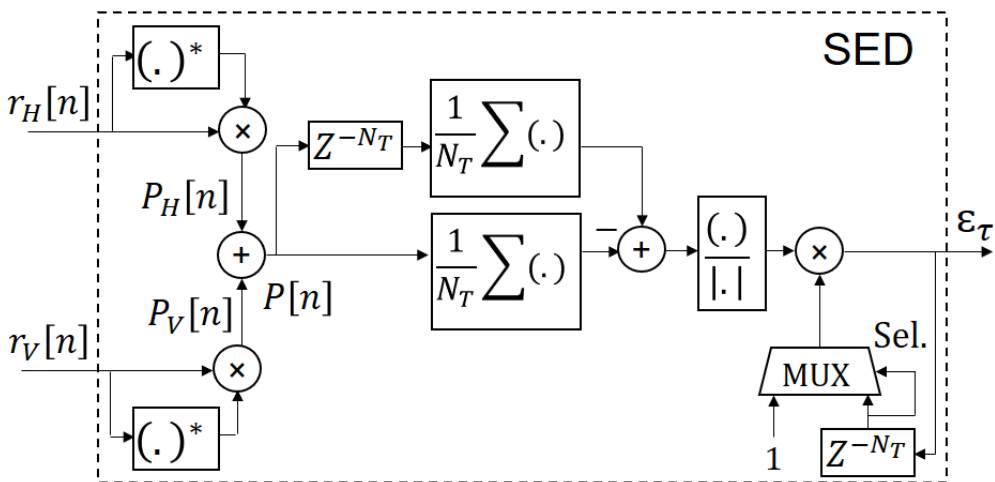 SED
(.)*
r_H[n]
×
Z^{-N_T}
1/N_T ∑(.)
P_H[n]
+
P[n]
1/N_T ∑(.)
−
+
(.)/|.|
×
ε_τ
P_V[n]
r_V[n]
×
(.)*
Sel.
MUX
1
Z^{-N_T}